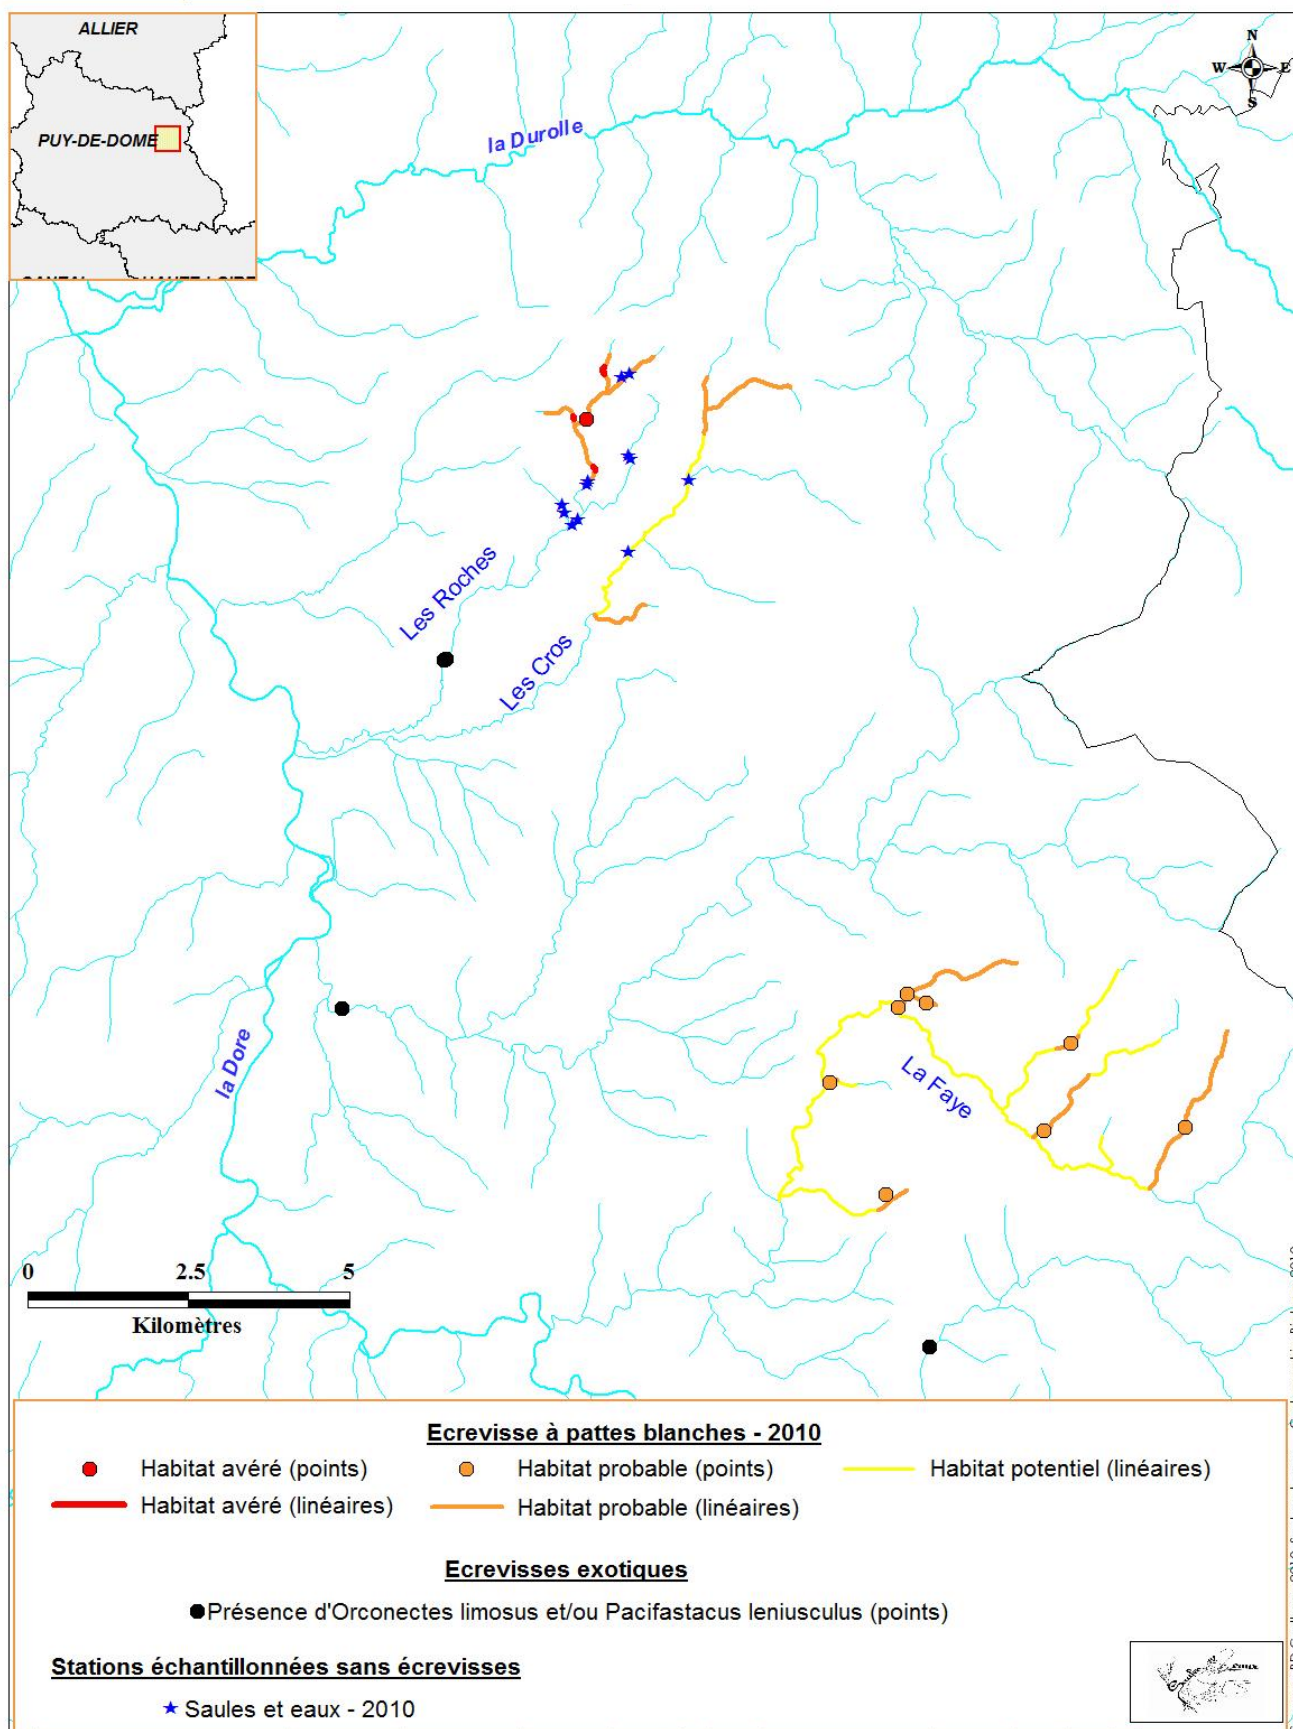 ALLIER
PUY-DE-DOME
N
W
E
S
la Durolle
Les Roches
Les Cros
la Dore
La Faye
0 2.5 5
Kilomètres
Ecrevisse à pattes blanches - 2010
Habitat avéré (points)
Habitat probable (points)
Habitat potentiel (linéaires)
Habitat avéré (linéaires)
Habitat probable (linéaires)
Ecrevisses exotiques
Présence d'Orconectes limosus et/ou Pacifastacus leniusculus (points)
Stations échantillonnées sans écrevisses
Saules et eaux - 2010